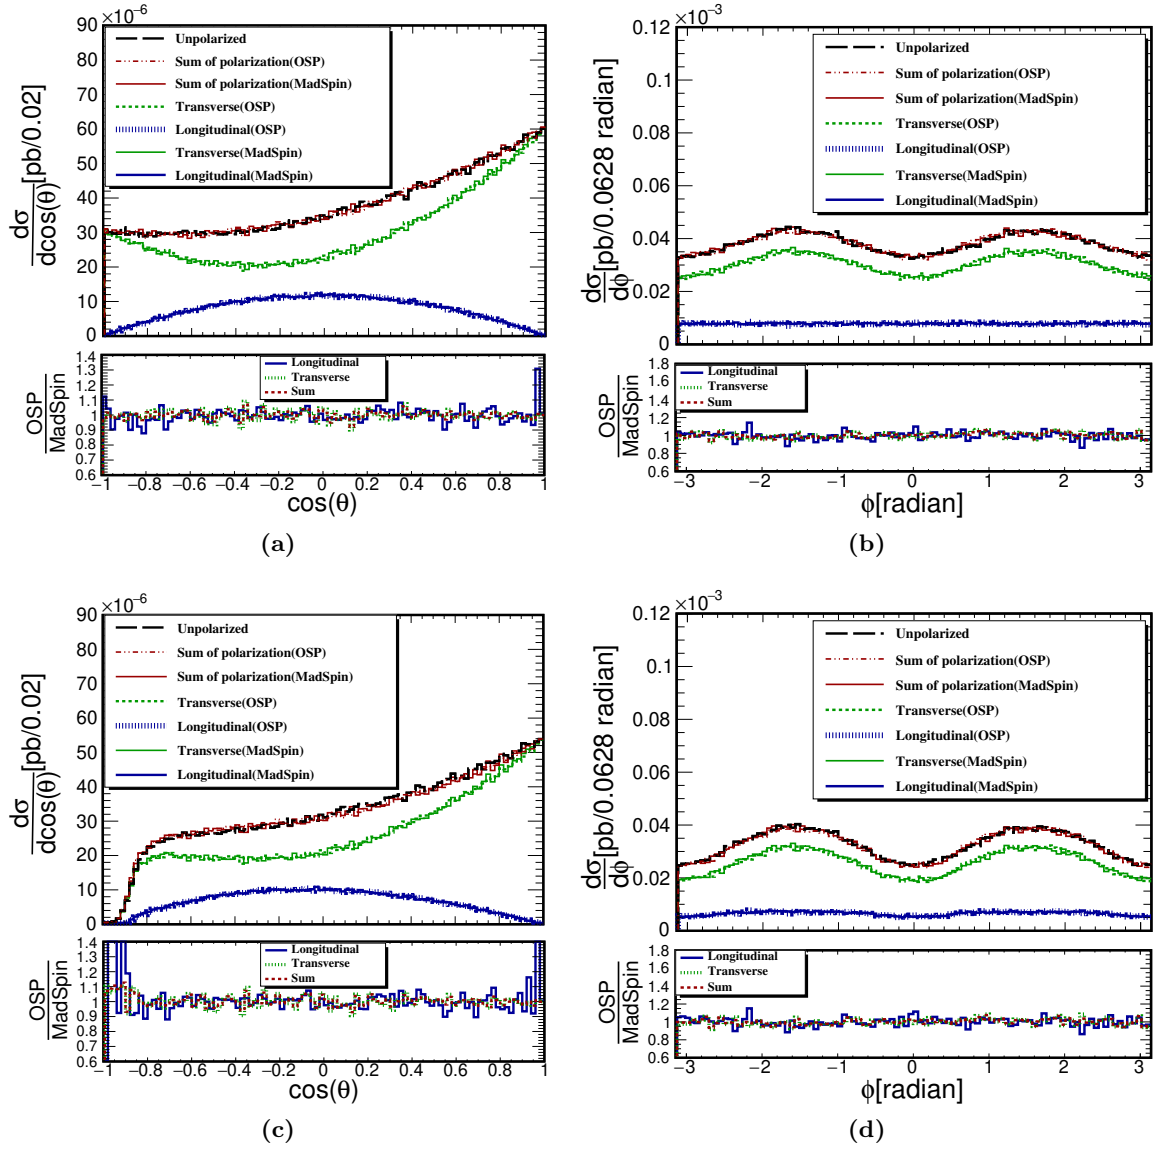 ×10⁻⁶
90
80
70
60
50
40
30
20
10
0
dσ/dcos(θ)[pb/0.02]
Unpolarized
Sum of polarization(OSP)
Sum of polarization(MadSpin)
Transverse(OSP)
Longitudinal(OSP)
Transverse(MadSpin)
Longitudinal(MadSpin)
1.4
1.3
1.2
1.1
1
0.9
0.8
0.7
0.6
OSP/MadSpin
Longitudinal
Transverse
Sum
−1 −0.8 −0.6 −0.4 −0.2 0 0.2 0.4 0.6 0.8 1
cos(θ)
(a)
×10⁻³
0.12
0.1
0.08
0.06
0.04
0.02
0
dσ/dϕ[pb/0.0628 radian]
Unpolarized
Sum of polarization(OSP)
Sum of polarization(MadSpin)
Transverse(OSP)
Longitudinal(OSP)
Transverse(MadSpin)
Longitudinal(MadSpin)
1.8
1.6
1.4
1.2
1
0.8
0.6
OSP/MadSpin
Longitudinal
Transverse
Sum
−3 −2 −1 0 1 2 3
ϕ[radian]
(b)
×10⁻⁶
90
80
70
60
50
40
30
20
10
0
dσ/dcos(θ)[pb/0.02]
Unpolarized
Sum of polarization(OSP)
Sum of polarization(MadSpin)
Transverse(OSP)
Longitudinal(OSP)
Transverse(MadSpin)
Longitudinal(MadSpin)
1.4
1.3
1.2
1.1
1
0.9
0.8
0.7
0.6
OSP/MadSpin
Longitudinal
Transverse
Sum
−1 −0.8 −0.6 −0.4 −0.2 0 0.2 0.4 0.6 0.8 1
cos(θ)
(c)
×10⁻³
0.12
0.1
0.08
0.06
0.04
0.02
0
dσ/dϕ[pb/0.0628 radian]
Unpolarized
Sum of polarization(OSP)
Sum of polarization(MadSpin)
Transverse(OSP)
Longitudinal(OSP)
Transverse(MadSpin)
Longitudinal(MadSpin)
1.8
1.6
1.4
1.2
1
0.8
0.6
OSP/MadSpin
Longitudinal
Transverse
Sum
−3 −2 −1 0 1 2 3
ϕ[radian]
(d)